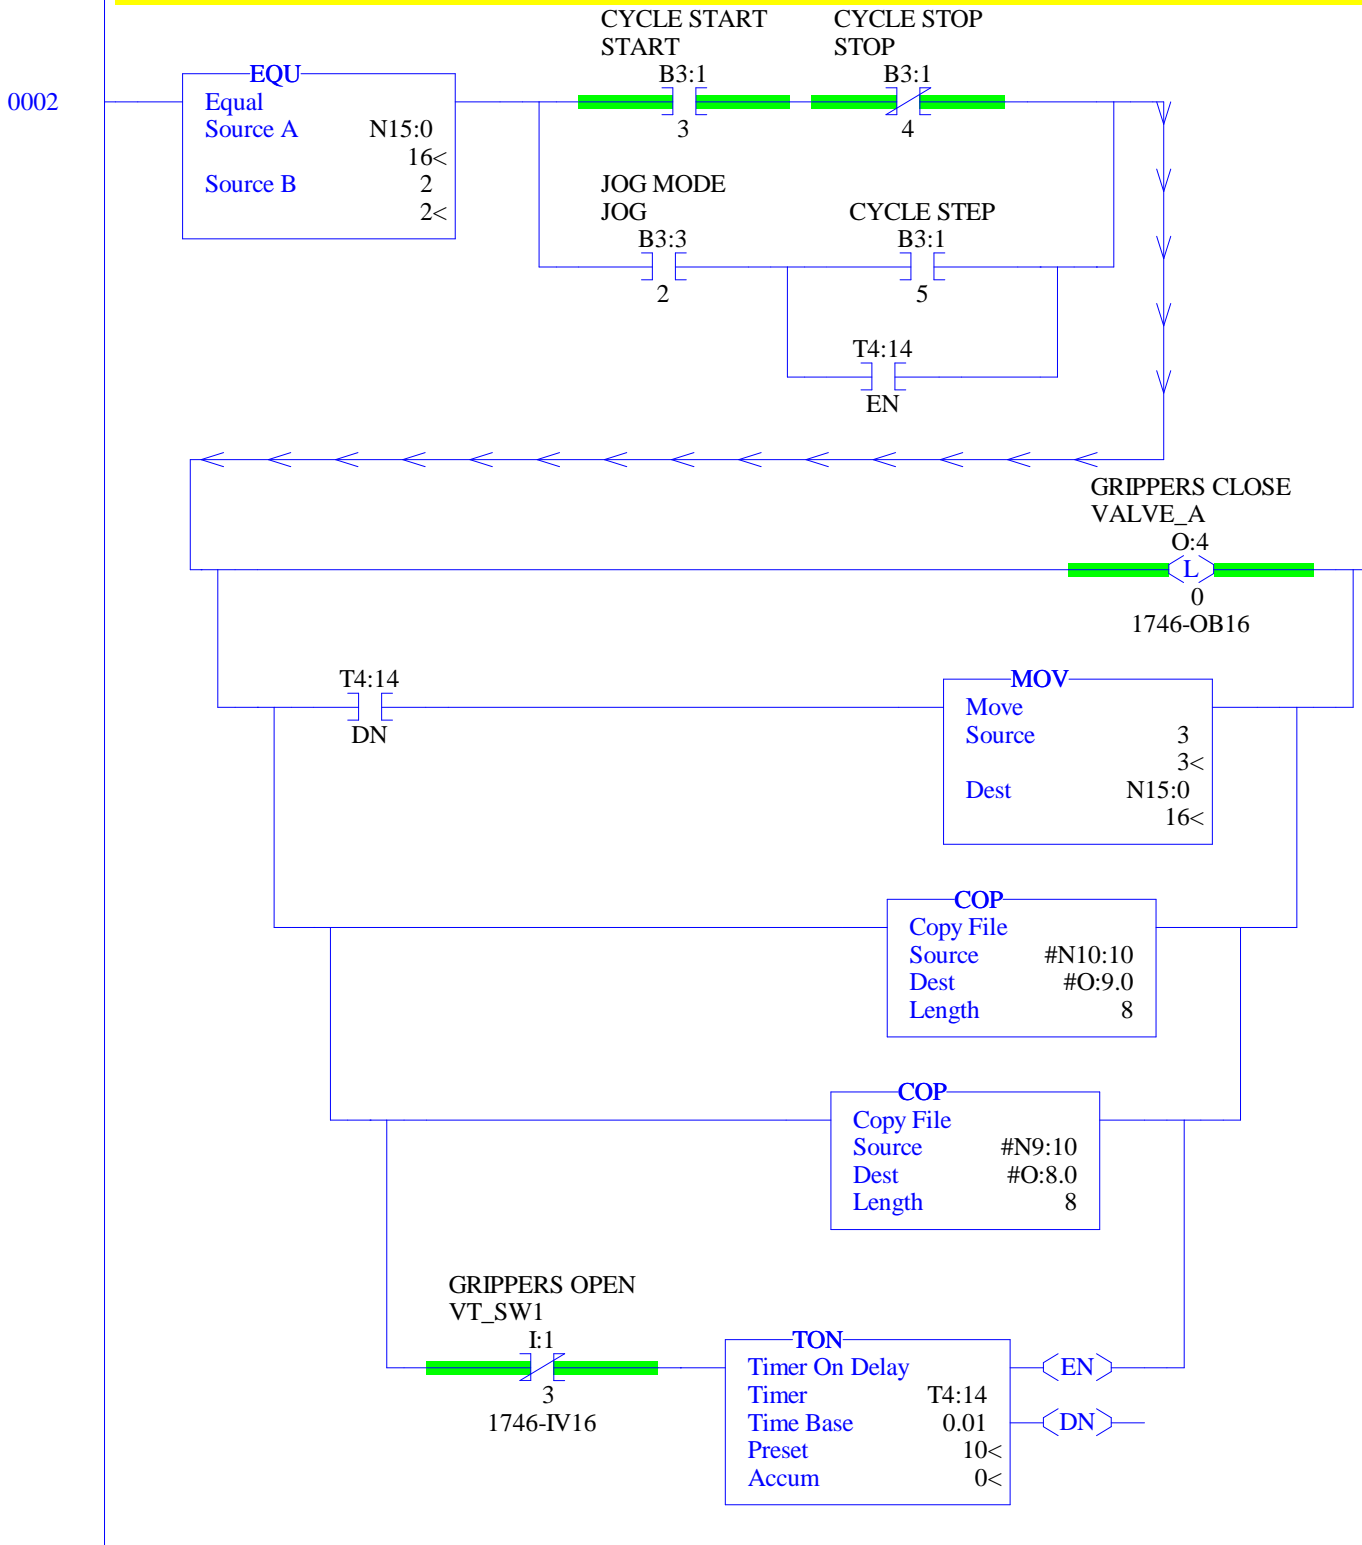 CYCLE START
START
B3:1
3
CYCLE STOP
STOP
B3:1
4
0002
EQU
Equal
Source A N15:0
16<
Source B 2
2<
JOG MODE
JOG
B3:3
2
CYCLE STEP
B3:1
5
T4:14
EN
GRIPPERS CLOSE
VALVE_A
O:4
L
0
1746-OB16
T4:14
DN
MOV
Move
Source 3
3<
Dest N15:0
16<
COP
Copy File
Source #N10:10
Dest #O:9.0
Length 8
COP
Copy File
Source #N9:10
Dest #O:8.0
Length 8
GRIPPERS OPEN
VT_SW1
I:1
3
1746-IV16
TON
Timer On Delay
Timer T4:14
Time Base 0.01
Preset 10<
Accum 0<
EN
DN